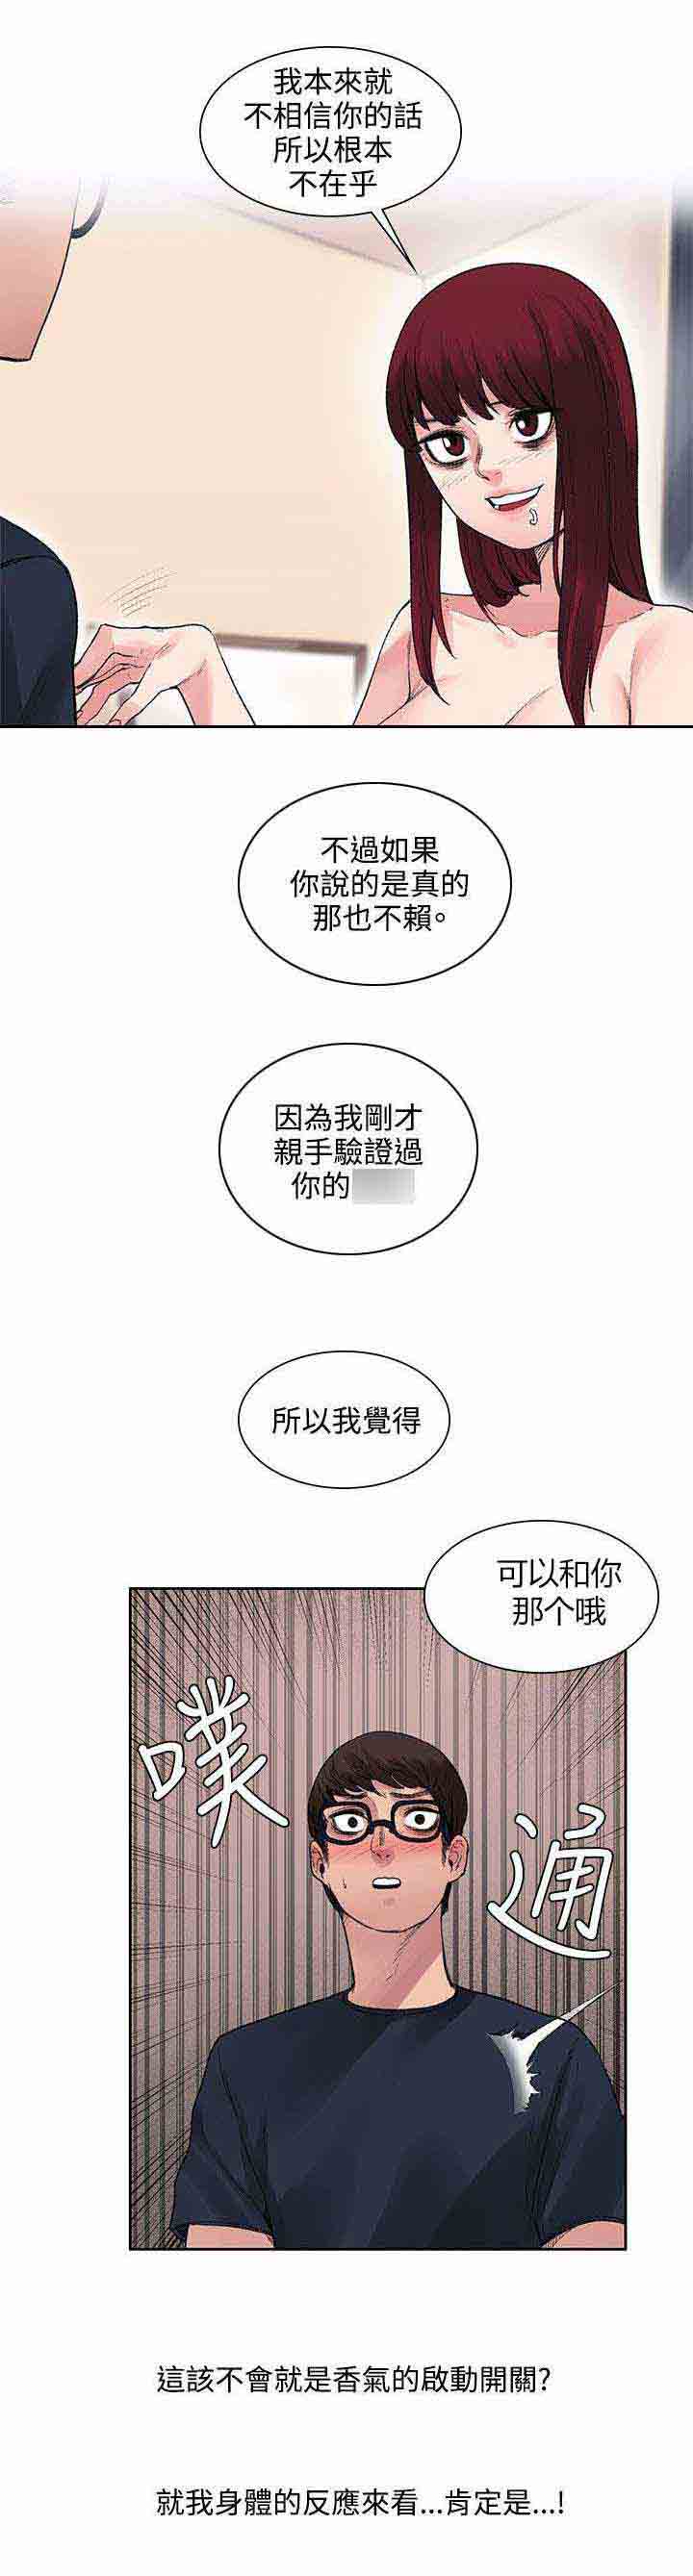 我本來就
不相信你的話
所以根本
不在乎
不過如果
你說的是真的
那也不賴。
因為我剛才
親手驗證過
你的
所以我覺得
可以和你
那个哦
噗
通
這該不會就是香氣的啟動開關?
就我身體的反應來看...肯定是...!